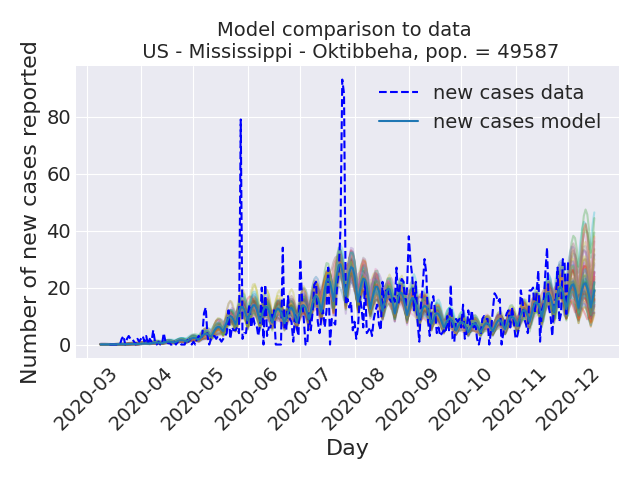 Model comparison to data
US - Mississippi - Oktibbeha, pop. = 49587
new cases data
new cases model
Number of new cases reported
80
60
40
20
0
2020-03
2020-04
2020-05
2020-06
2020-07
2020-08
2020-09
2020-10
2020-11
2020-12
Day